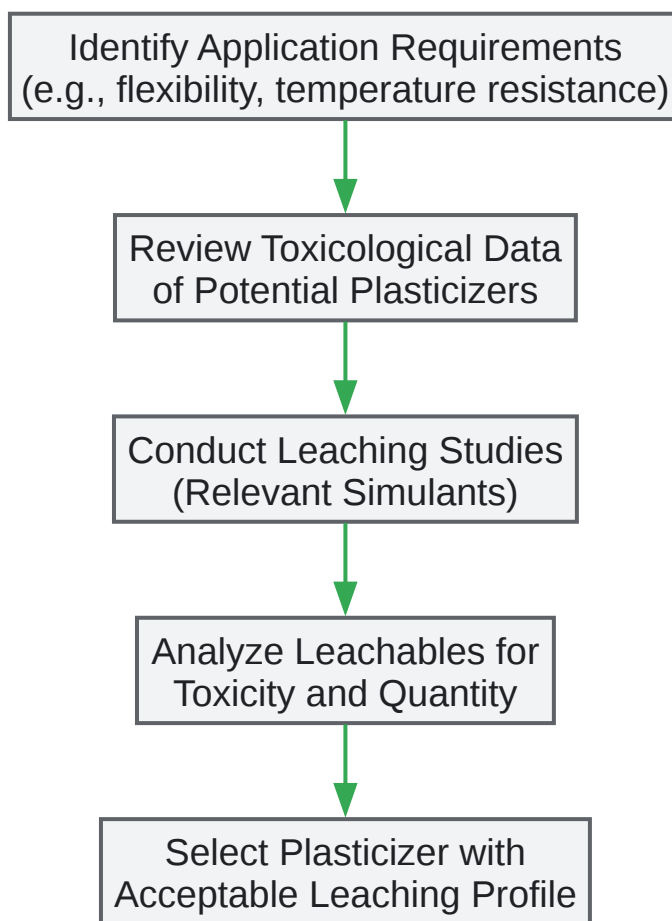 Identify Application Requirements
(e.g., flexibility, temperature resistance)
Review Toxicological Data
of Potential Plasticizers
Conduct Leaching Studies
(Relevant Simulants)
Analyze Leachables for
Toxicity and Quantity
Select Plasticizer with
Acceptable Leaching Profile